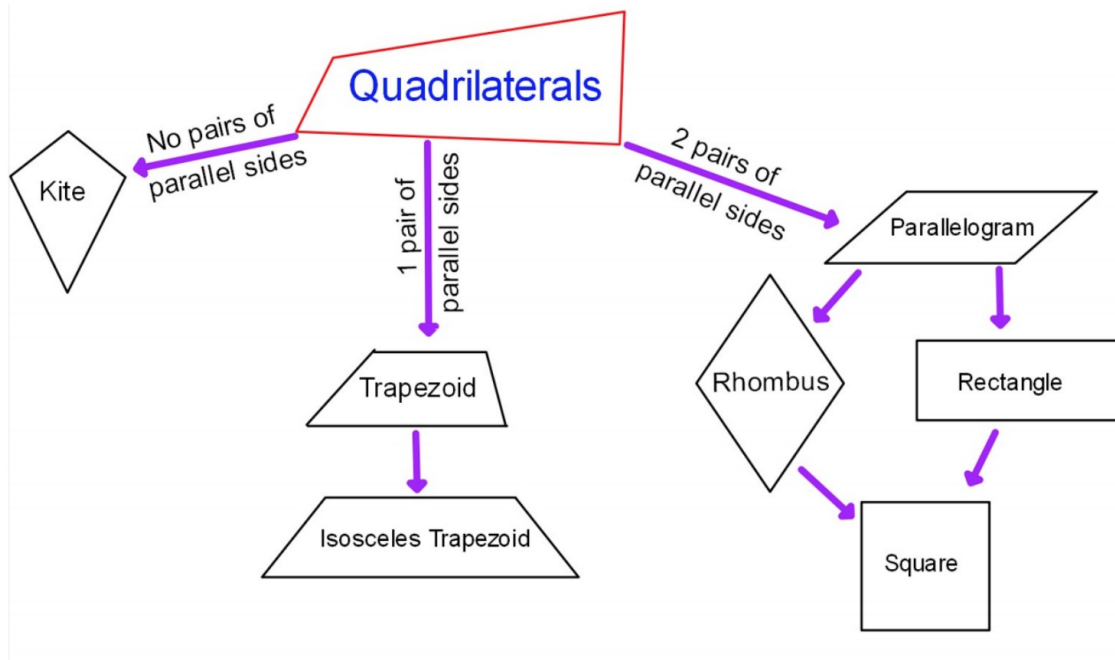 Quadrilaterals
No pairs of
parallel sides
Kite
1 pair of
parallel sides
2 pairs of
parallel sides
Parallelogram
Trapezoid
Rhombus
Rectangle
Isosceles Trapezoid
Square